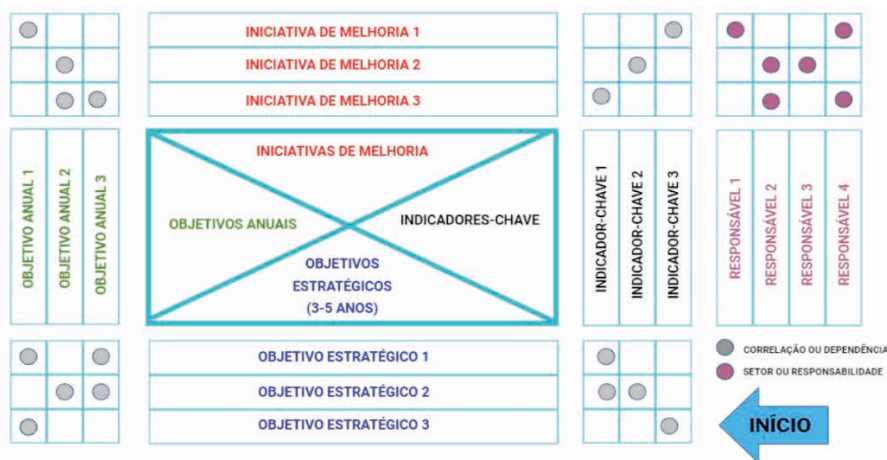 INICIATIVA DE MELHORIA 1
INICIATIVA DE MELHORIA 2
INICIATIVA DE MELHORIA 3
OBJETIVO ANUAL 1
OBJETIVO ANUAL 2
OBJETIVO ANUAL 3
INICIATIVAS DE MELHORIA
OBJETIVOS ANUAIS
INDICADORES-CHAVE
OBJETIVOS
ESTRATÉGICOS
(3-5 ANOS)
INDICADOR-CHAVE 1
INDICADOR-CHAVE 2
INDICADOR-CHAVE 3
RESPONSÁVEL 1
RESPONSÁVEL 2
RESPONSÁVEL 3
RESPONSÁVEL 4
OBJETIVO ESTRATÉGICO 1
OBJETIVO ESTRATÉGICO 2
OBJETIVO ESTRATÉGICO 3
CORRELAÇÃO OU DEPENDÊNCIA
SETOR OU RESPONSABILIDADE
INÍCIO